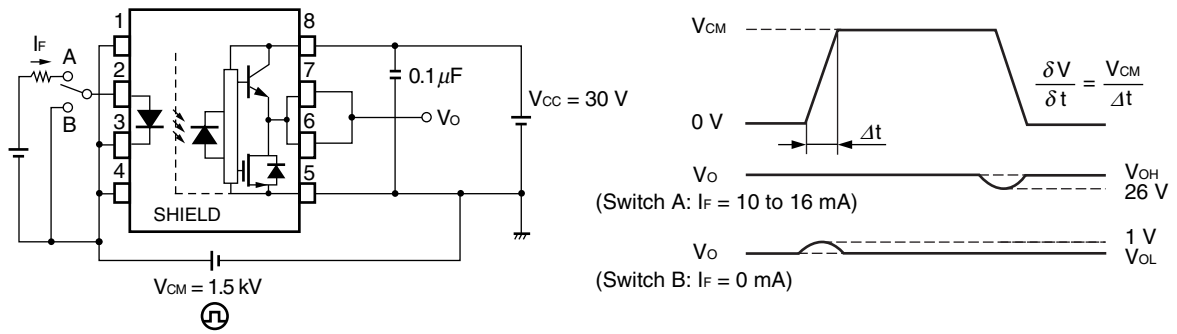 1
8
IF
A
2
7
0.1 μF
VCC = 30 V
B
VO
3
6
4
5
SHIELD
VCM = 1.5 kV
VCM
δV
δt
=
VCM
Δt
0 V
Δt
VO
VOH
26 V
(Switch A: IF = 10 to 16 mA)
1 V
VO
VOL
(Switch B: IF = 0 mA)